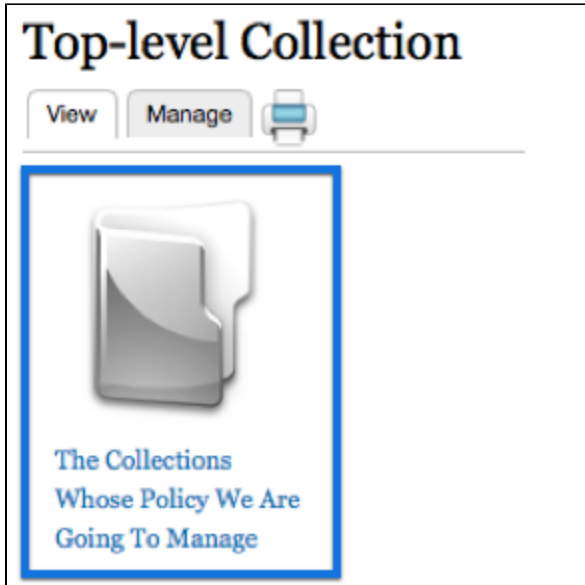 Top-level Collection
View Manage
The Collections
Whose Policy We Are
Going To Manage